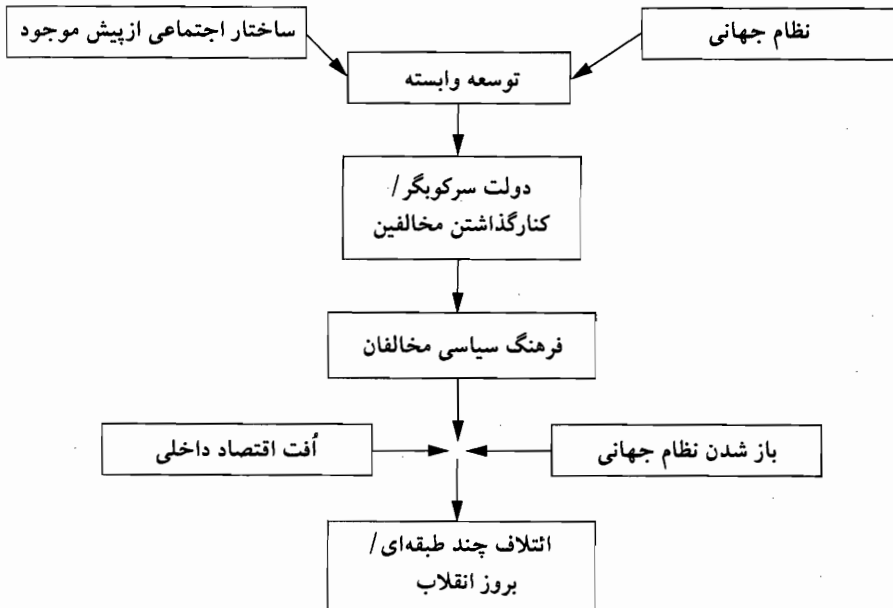 ساختار اجتماعی ازپیش موجود
نظام جهانی
توسعه وابسته
دولت سرکوبگر/
کنارگذاشتن مخالفین
فرهنگ سیاسی مخالفان
اُفت اقتصاد داخلی
باز شدن نظام جهانی
ائتلاف چند طبقه‌ای/
بروز انقلاب